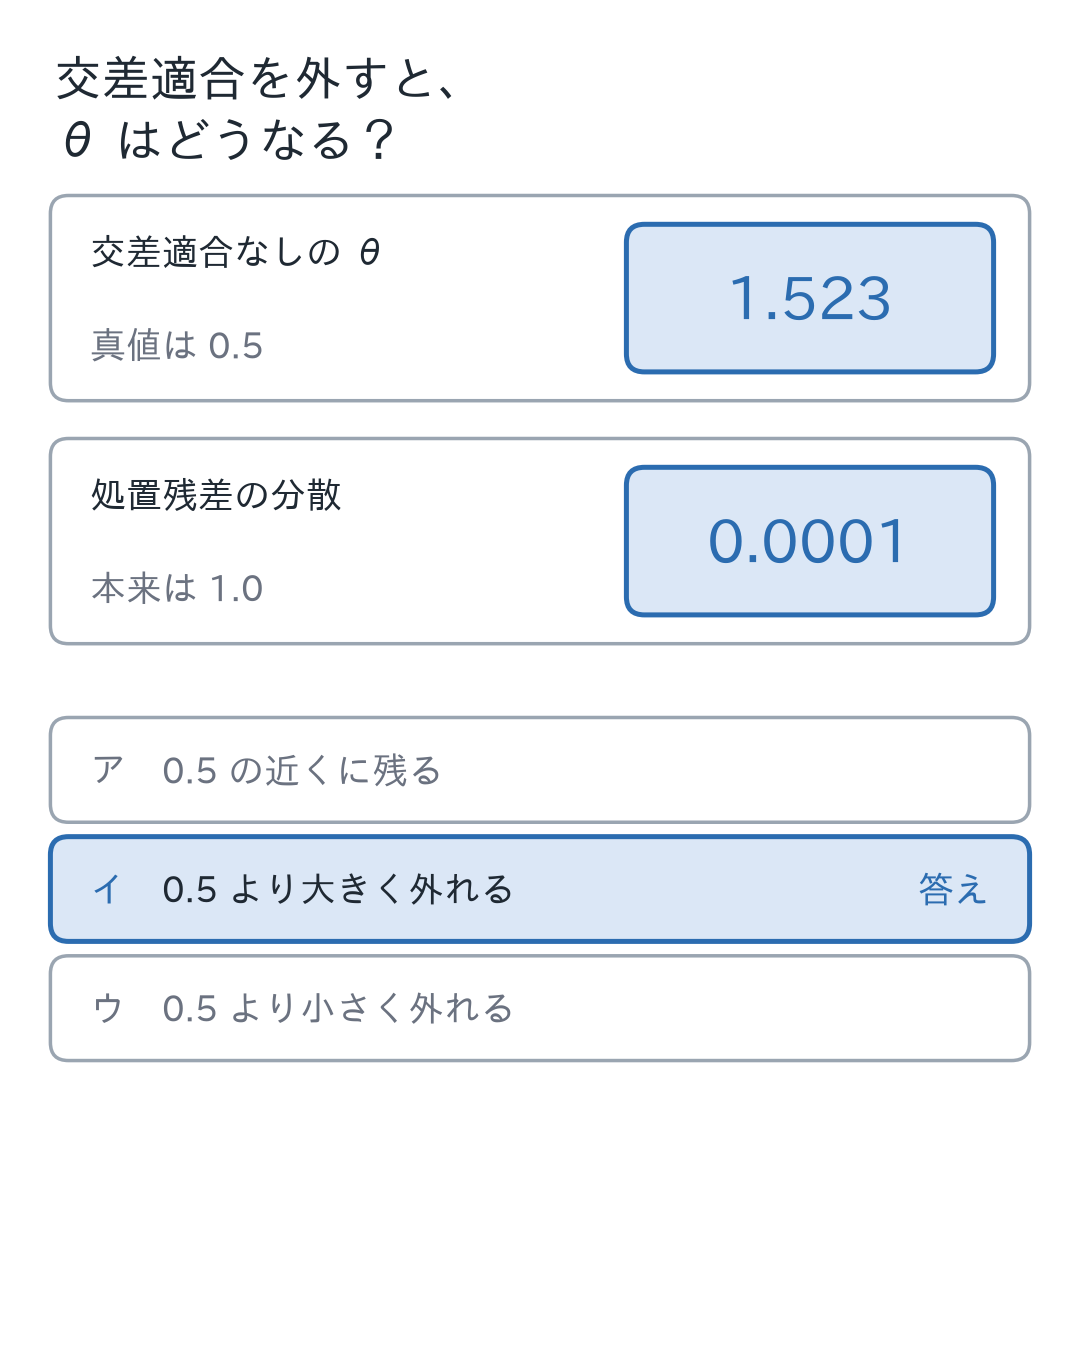 交差適合を外すと、
θ はどうなる？
交差適合なしの θ
真値は 0.5
1.523
処置残差の分散
本来は 1.0
0.0001
ア 0.5 の近くに残る
イ 0.5 より大きく外れる 答え
ウ 0.5 より小さく外れる